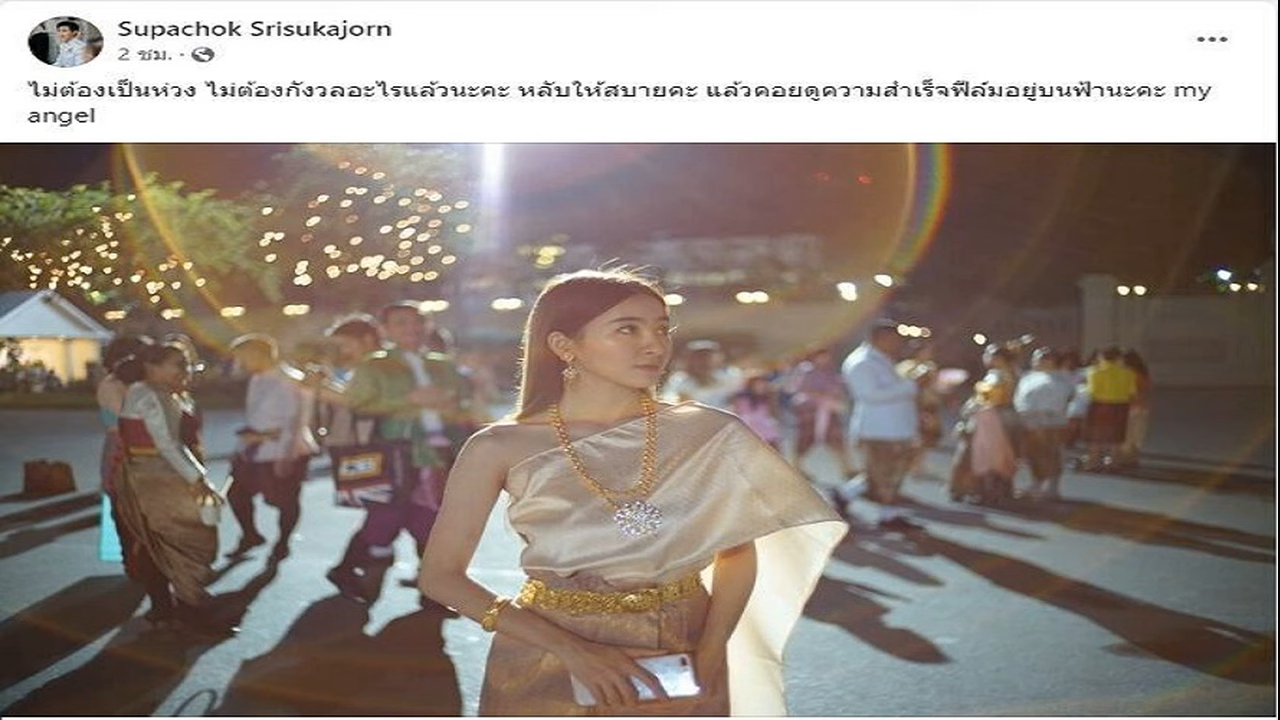 Supachok Srisukajorn
2 ชม. ·
ไม่ต้องเป็นห่วง ไม่ต้องกังวลอะไรแล้วนะคะ หลับให้สบายคะ แล้วคอยดูความสำเร็จฟีล์มอยู่บนฟ้านะคะ my
angel